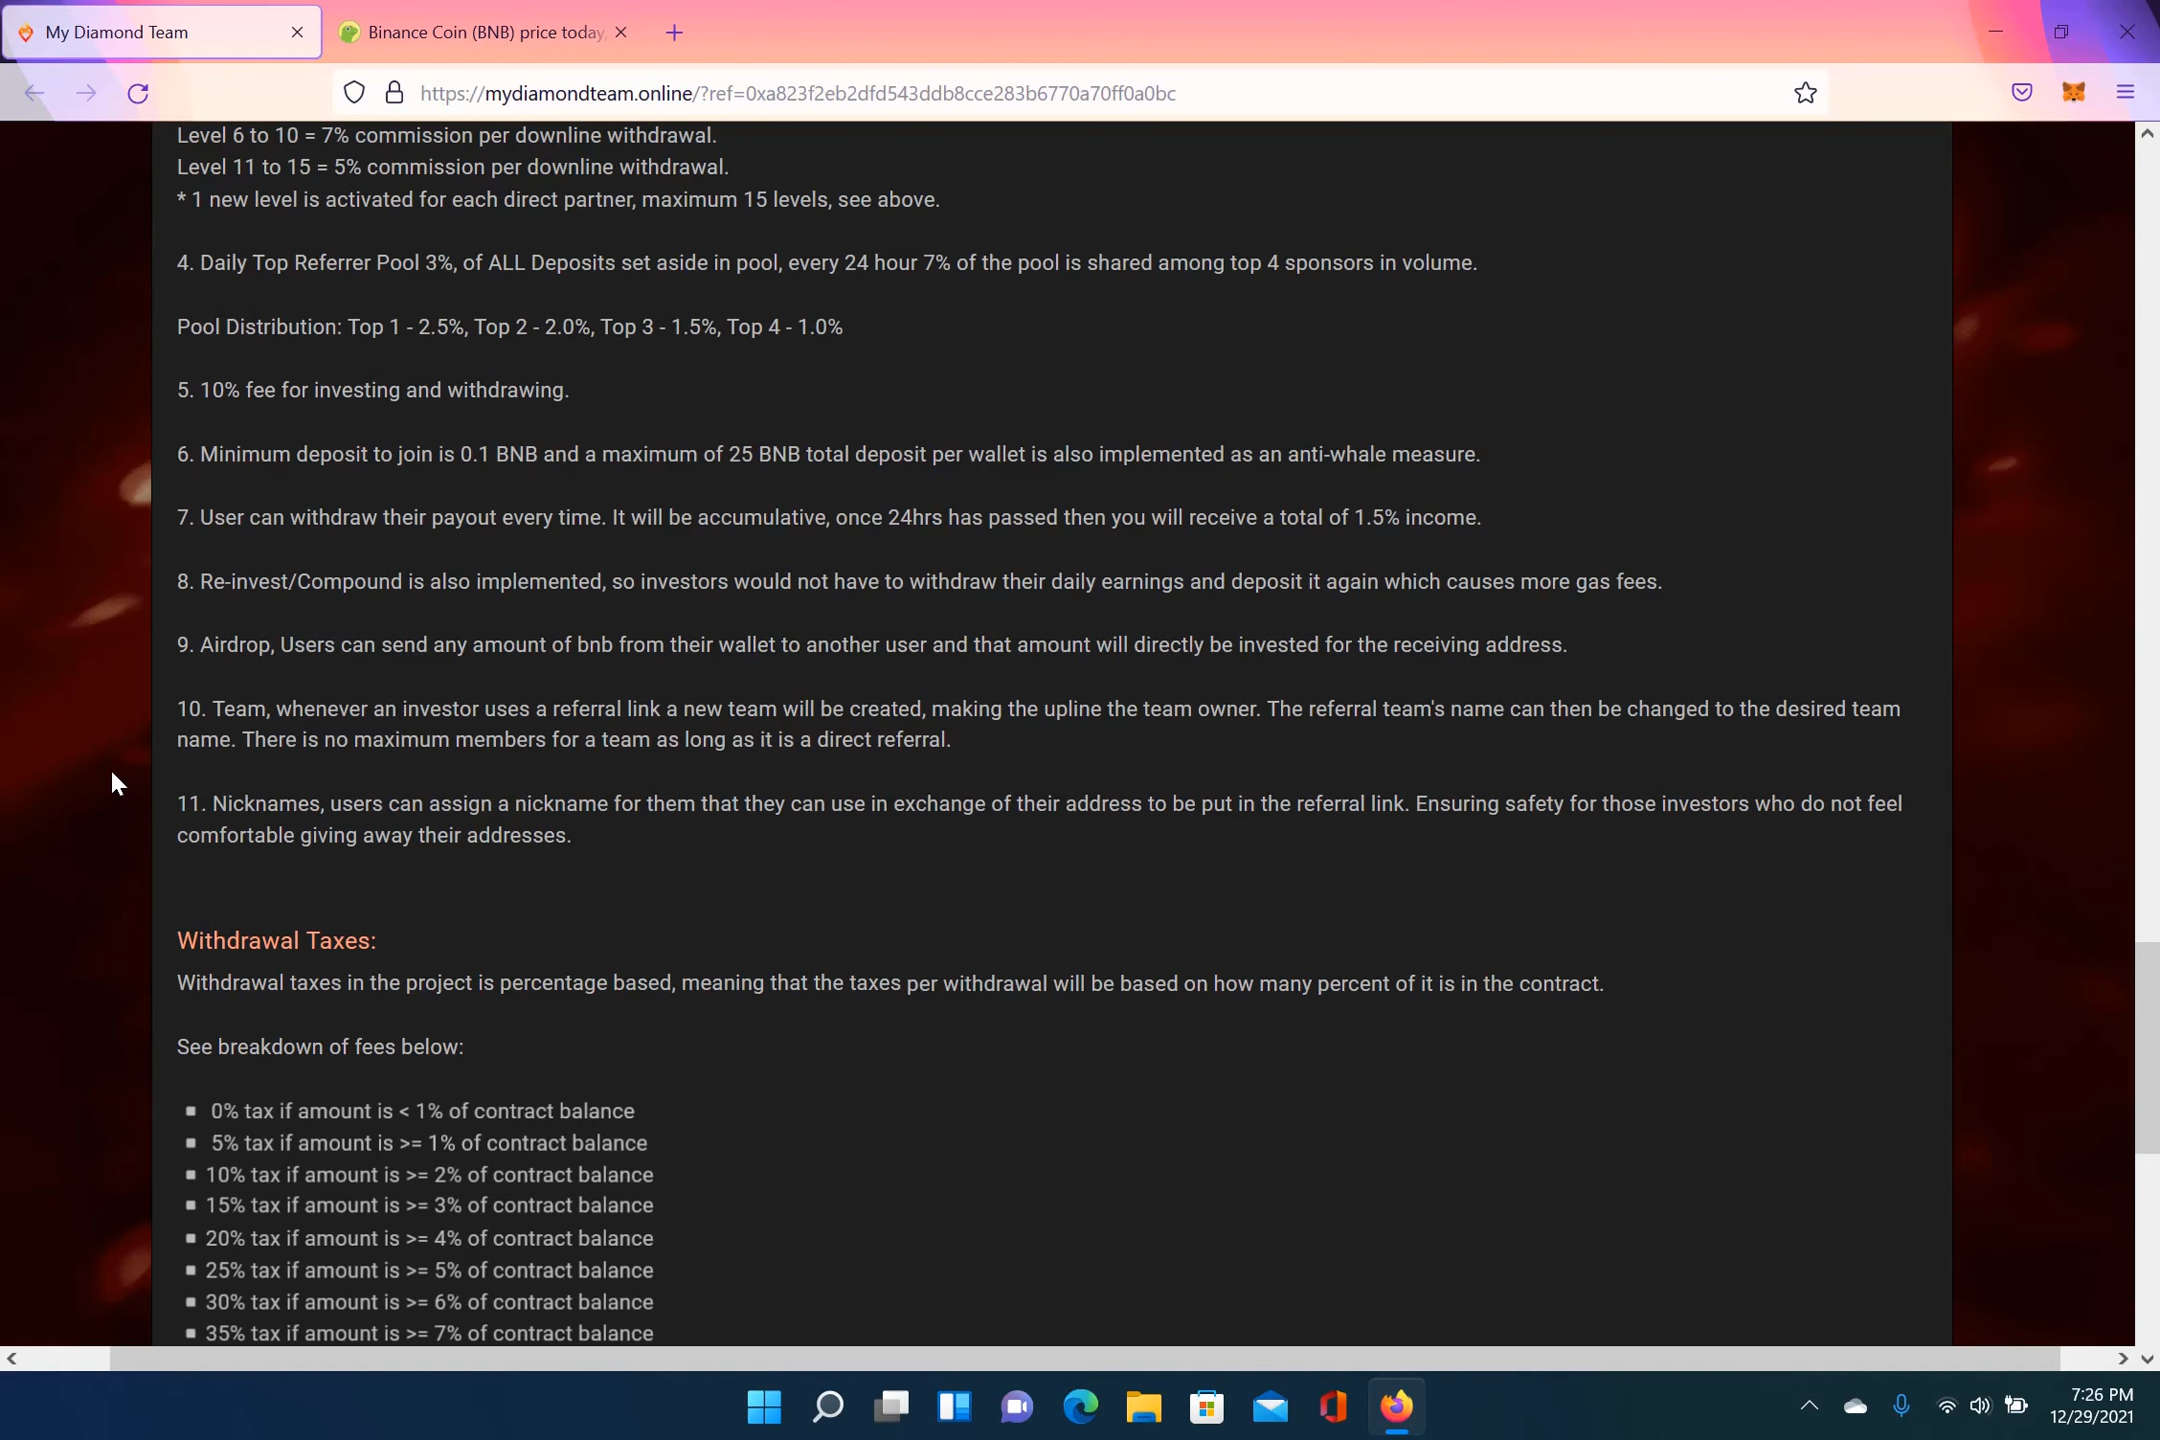 My Diamond Team
Binance Coin (BNB) price today,
https://mydiamondteam.online/?ref=0xa823f2eb2dfd543ddb8cce283b6770a70ff0a0bc
Level 6 to 10 = 7% commission per downline withdrawal.
Level 11 to 15 = 5% commission per downline withdrawal.
* 1 new level is activated for each direct partner, maximum 15 levels, see above.
4. Daily Top Referrer Pool 3%, of ALL Deposits set aside in pool, every 24 hour 7% of the pool is shared among top 4 sponsors in volume.
Pool Distribution: Top 1 - 2.5%, Top 2 - 2.0%, Top 3 - 1.5%, Top 4 - 1.0%
5. 10% fee for investing and withdrawing.
6. Minimum deposit to join is 0.1 BNB and a maximum of 25 BNB total deposit per wallet is also implemented as an anti-whale measure.
7. User can withdraw their payout every time. It will be accumulative, once 24hrs has passed then you will receive a total of 1.5% income.
8. Re-invest/Compound is also implemented, so investors would not have to withdraw their daily earnings and deposit it again which causes more gas fees.
9. Airdrop, Users can send any amount of bnb from their wallet to another user and that amount will directly be invested for the receiving address.
10. Team, whenever an investor uses a referral link a new team will be created, making the upline the team owner. The referral team's name can then be changed to the desired team
name. There is no maximum members for a team as long as it is a direct referral.
11. Nicknames, users can assign a nickname for them that they can use in exchange of their address to be put in the referral link. Ensuring safety for those investors who do not feel
comfortable giving away their addresses.
Withdrawal Taxes:
Withdrawal taxes in the project is percentage based, meaning that the taxes per withdrawal will be based on how many percent of it is in the contract.
See breakdown of fees below:
0% tax if amount is < 1% of contract balance
5% tax if amount is >= 1% of contract balance
10% tax if amount is >= 2% of contract balance
15% tax if amount is >= 3% of contract balance
20% tax if amount is >= 4% of contract balance
25% tax if amount is >= 5% of contract balance
30% tax if amount is >= 6% of contract balance
35% tax if amount is >= 7% of contract balance
7:26 PM
12/29/2021